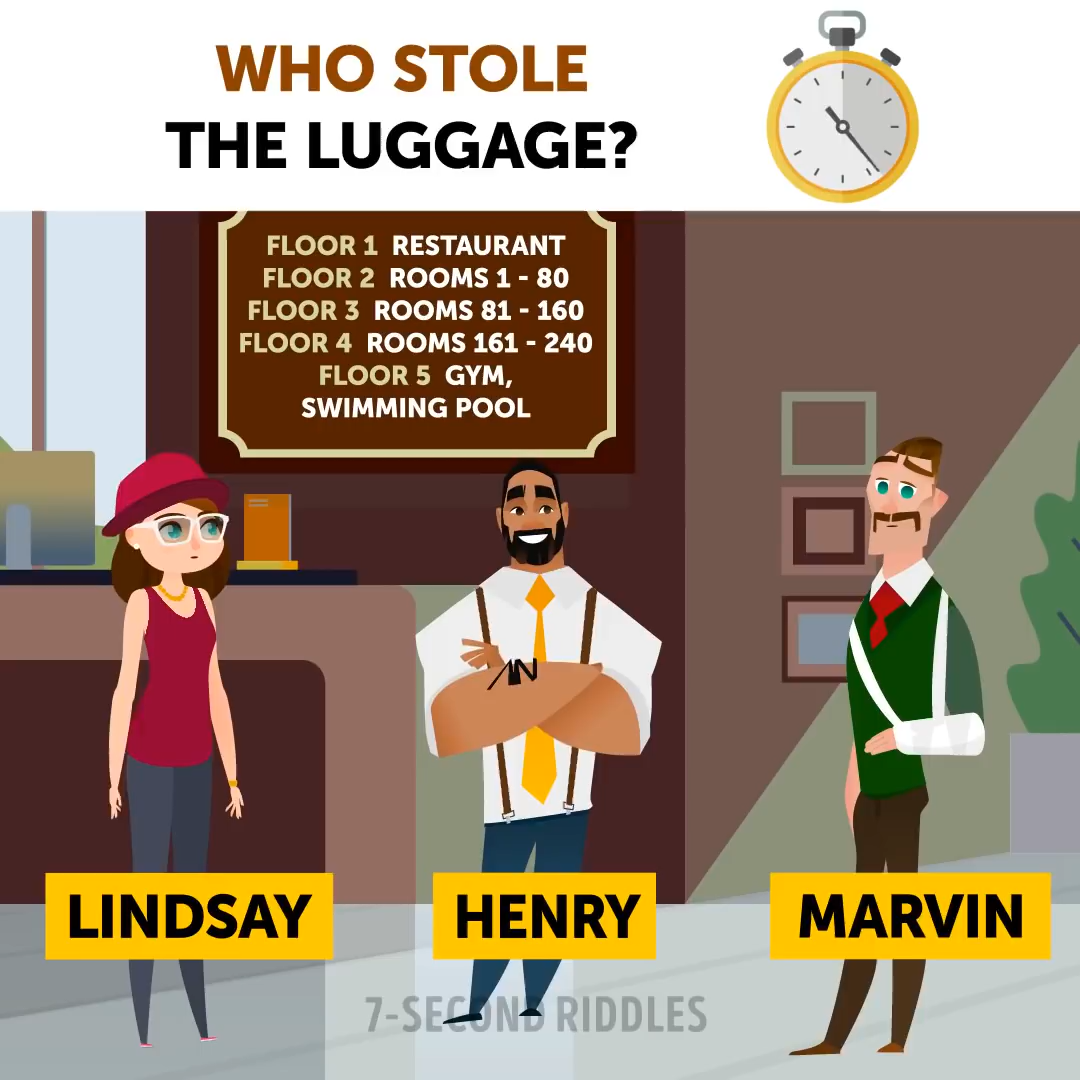 WHO STOLE
THE LUGGAGE?
FLOOR 1 RESTAURANT
FLOOR 2 ROOMS 1 - 80
FLOOR 3 ROOMS 81 - 160
FLOOR 4 ROOMS 161 - 240
FLOOR 5 GYM,
SWIMMING POOL
LINDSAY
HENRY
MARVIN
7-SECOND RIDDLES